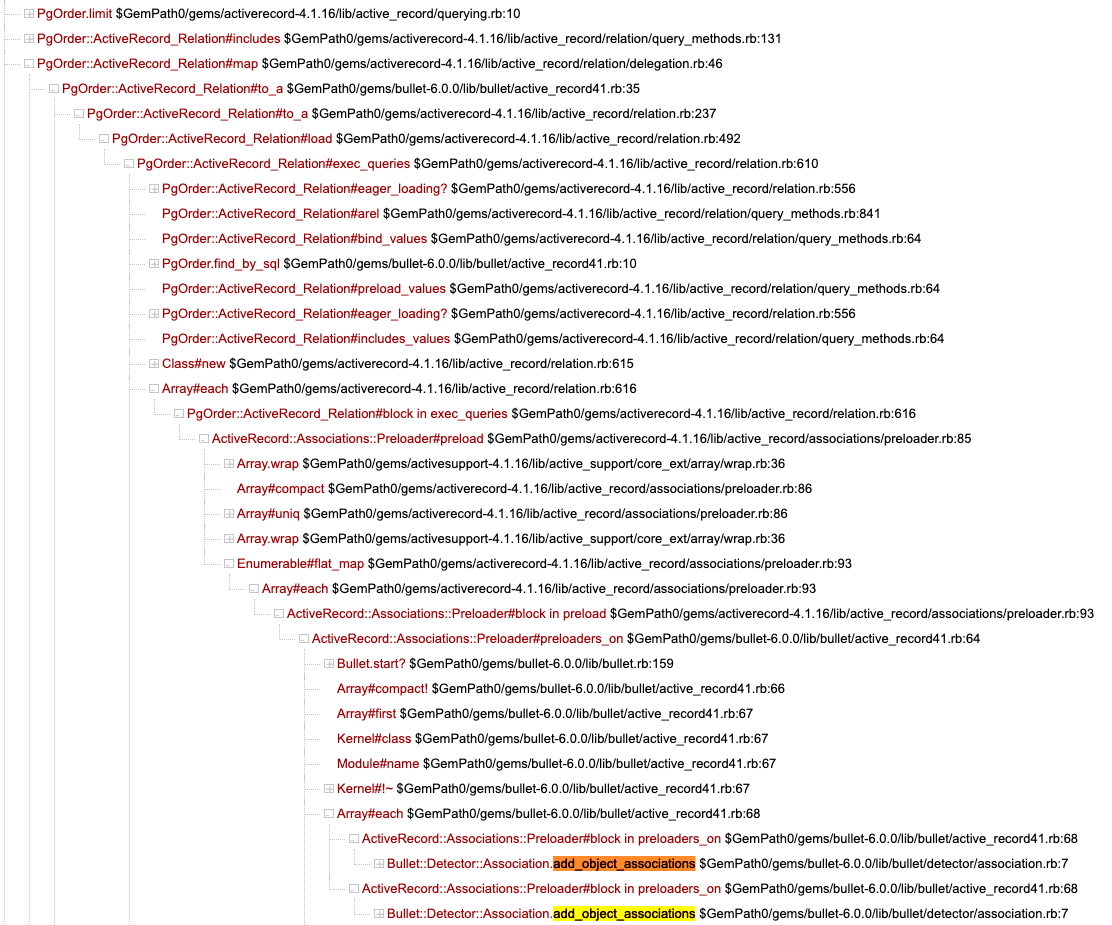 PgOrder.limit $GemPath0/gems/activerecord-4.1.16/lib/active_record/querying.rb:10
PgOrder::ActiveRecord_Relation#includes $GemPath0/gems/activerecord-4.1.16/lib/active_record/relation/query_methods.rb:131
PgOrder::ActiveRecord_Relation#map $GemPath0/gems/activerecord-4.1.16/lib/active_record/relation/delegation.rb:46
PgOrder::ActiveRecord_Relation#to_a $GemPath0/gems/bullet-6.0.0/lib/bullet/active_record41.rb:35
PgOrder::ActiveRecord_Relation#to_a $GemPath0/gems/activerecord-4.1.16/lib/active_record/relation.rb:237
PgOrder::ActiveRecord_Relation#load $GemPath0/gems/activerecord-4.1.16/lib/active_record/relation.rb:492
PgOrder::ActiveRecord_Relation#exec_queries $GemPath0/gems/activerecord-4.1.16/lib/active_record/relation.rb:610
PgOrder::ActiveRecord_Relation#eager_loading? $GemPath0/gems/activerecord-4.1.16/lib/active_record/relation.rb:556
PgOrder::ActiveRecord_Relation#arel $GemPath0/gems/activerecord-4.1.16/lib/active_record/relation/query_methods.rb:841
PgOrder::ActiveRecord_Relation#bind_values $GemPath0/gems/activerecord-4.1.16/lib/active_record/relation/query_methods.rb:64
PgOrder.find_by_sql $GemPath0/gems/bullet-6.0.0/lib/bullet/active_record41.rb:10
PgOrder::ActiveRecord_Relation#preload_values $GemPath0/gems/activerecord-4.1.16/lib/active_record/relation/query_methods.rb:64
PgOrder::ActiveRecord_Relation#eager_loading? $GemPath0/gems/activerecord-4.1.16/lib/active_record/relation.rb:556
PgOrder::ActiveRecord_Relation#includes_values $GemPath0/gems/activerecord-4.1.16/lib/active_record/relation/query_methods.rb:64
Class#new $GemPath0/gems/activerecord-4.1.16/lib/active_record/relation.rb:615
Array#each $GemPath0/gems/activerecord-4.1.16/lib/active_record/relation.rb:616
PgOrder::ActiveRecord_Relation#block in exec_queries $GemPath0/gems/activerecord-4.1.16/lib/active_record/relation.rb:616
ActiveRecord::Associations::Preloader#preload $GemPath0/gems/activerecord-4.1.16/lib/active_record/associations/preloader.rb:85
Array.wrap $GemPath0/gems/activesupport-4.1.16/lib/active_support/core_ext/array/wrap.rb:36
Array#compact $GemPath0/gems/activerecord-4.1.16/lib/active_record/associations/preloader.rb:86
Array#uniq $GemPath0/gems/activerecord-4.1.16/lib/active_record/associations/preloader.rb:86
Array.wrap $GemPath0/gems/activesupport-4.1.16/lib/active_support/core_ext/array/wrap.rb:36
Enumerable#flat_map $GemPath0/gems/activerecord-4.1.16/lib/active_record/associations/preloader.rb:93
Array#each $GemPath0/gems/activerecord-4.1.16/lib/active_record/associations/preloader.rb:93
ActiveRecord::Associations::Preloader#block in preload $GemPath0/gems/activerecord-4.1.16/lib/active_record/associations/preloader.rb:93
ActiveRecord::Associations::Preloader#preloaders_on $GemPath0/gems/bullet-6.0.0/lib/bullet/active_record41.rb:64
Bullet.start? $GemPath0/gems/bullet-6.0.0/lib/bullet.rb:159
Array#compact! $GemPath0/gems/bullet-6.0.0/lib/bullet/active_record41.rb:66
Array#first $GemPath0/gems/bullet-6.0.0/lib/bullet/active_record41.rb:67
Kernel#class $GemPath0/gems/bullet-6.0.0/lib/bullet/active_record41.rb:67
Module#name $GemPath0/gems/bullet-6.0.0/lib/bullet/active_record41.rb:67
Kernel#!~ $GemPath0/gems/bullet-6.0.0/lib/bullet/active_record41.rb:67
Array#each $GemPath0/gems/bullet-6.0.0/lib/bullet/active_record41.rb:68
ActiveRecord::Associations::Preloader#block in preloaders_on $GemPath0/gems/bullet-6.0.0/lib/bullet/active_record41.rb:68
Bullet::Detector::Association.add_object_associations $GemPath0/gems/bullet-6.0.0/lib/bullet/detector/association.rb:7
ActiveRecord::Associations::Preloader#block in preloaders_on $GemPath0/gems/bullet-6.0.0/lib/bullet/active_record41.rb:68
Bullet::Detector::Association.add_object_associations $GemPath0/gems/bullet-6.0.0/lib/bullet/detector/association.rb:7